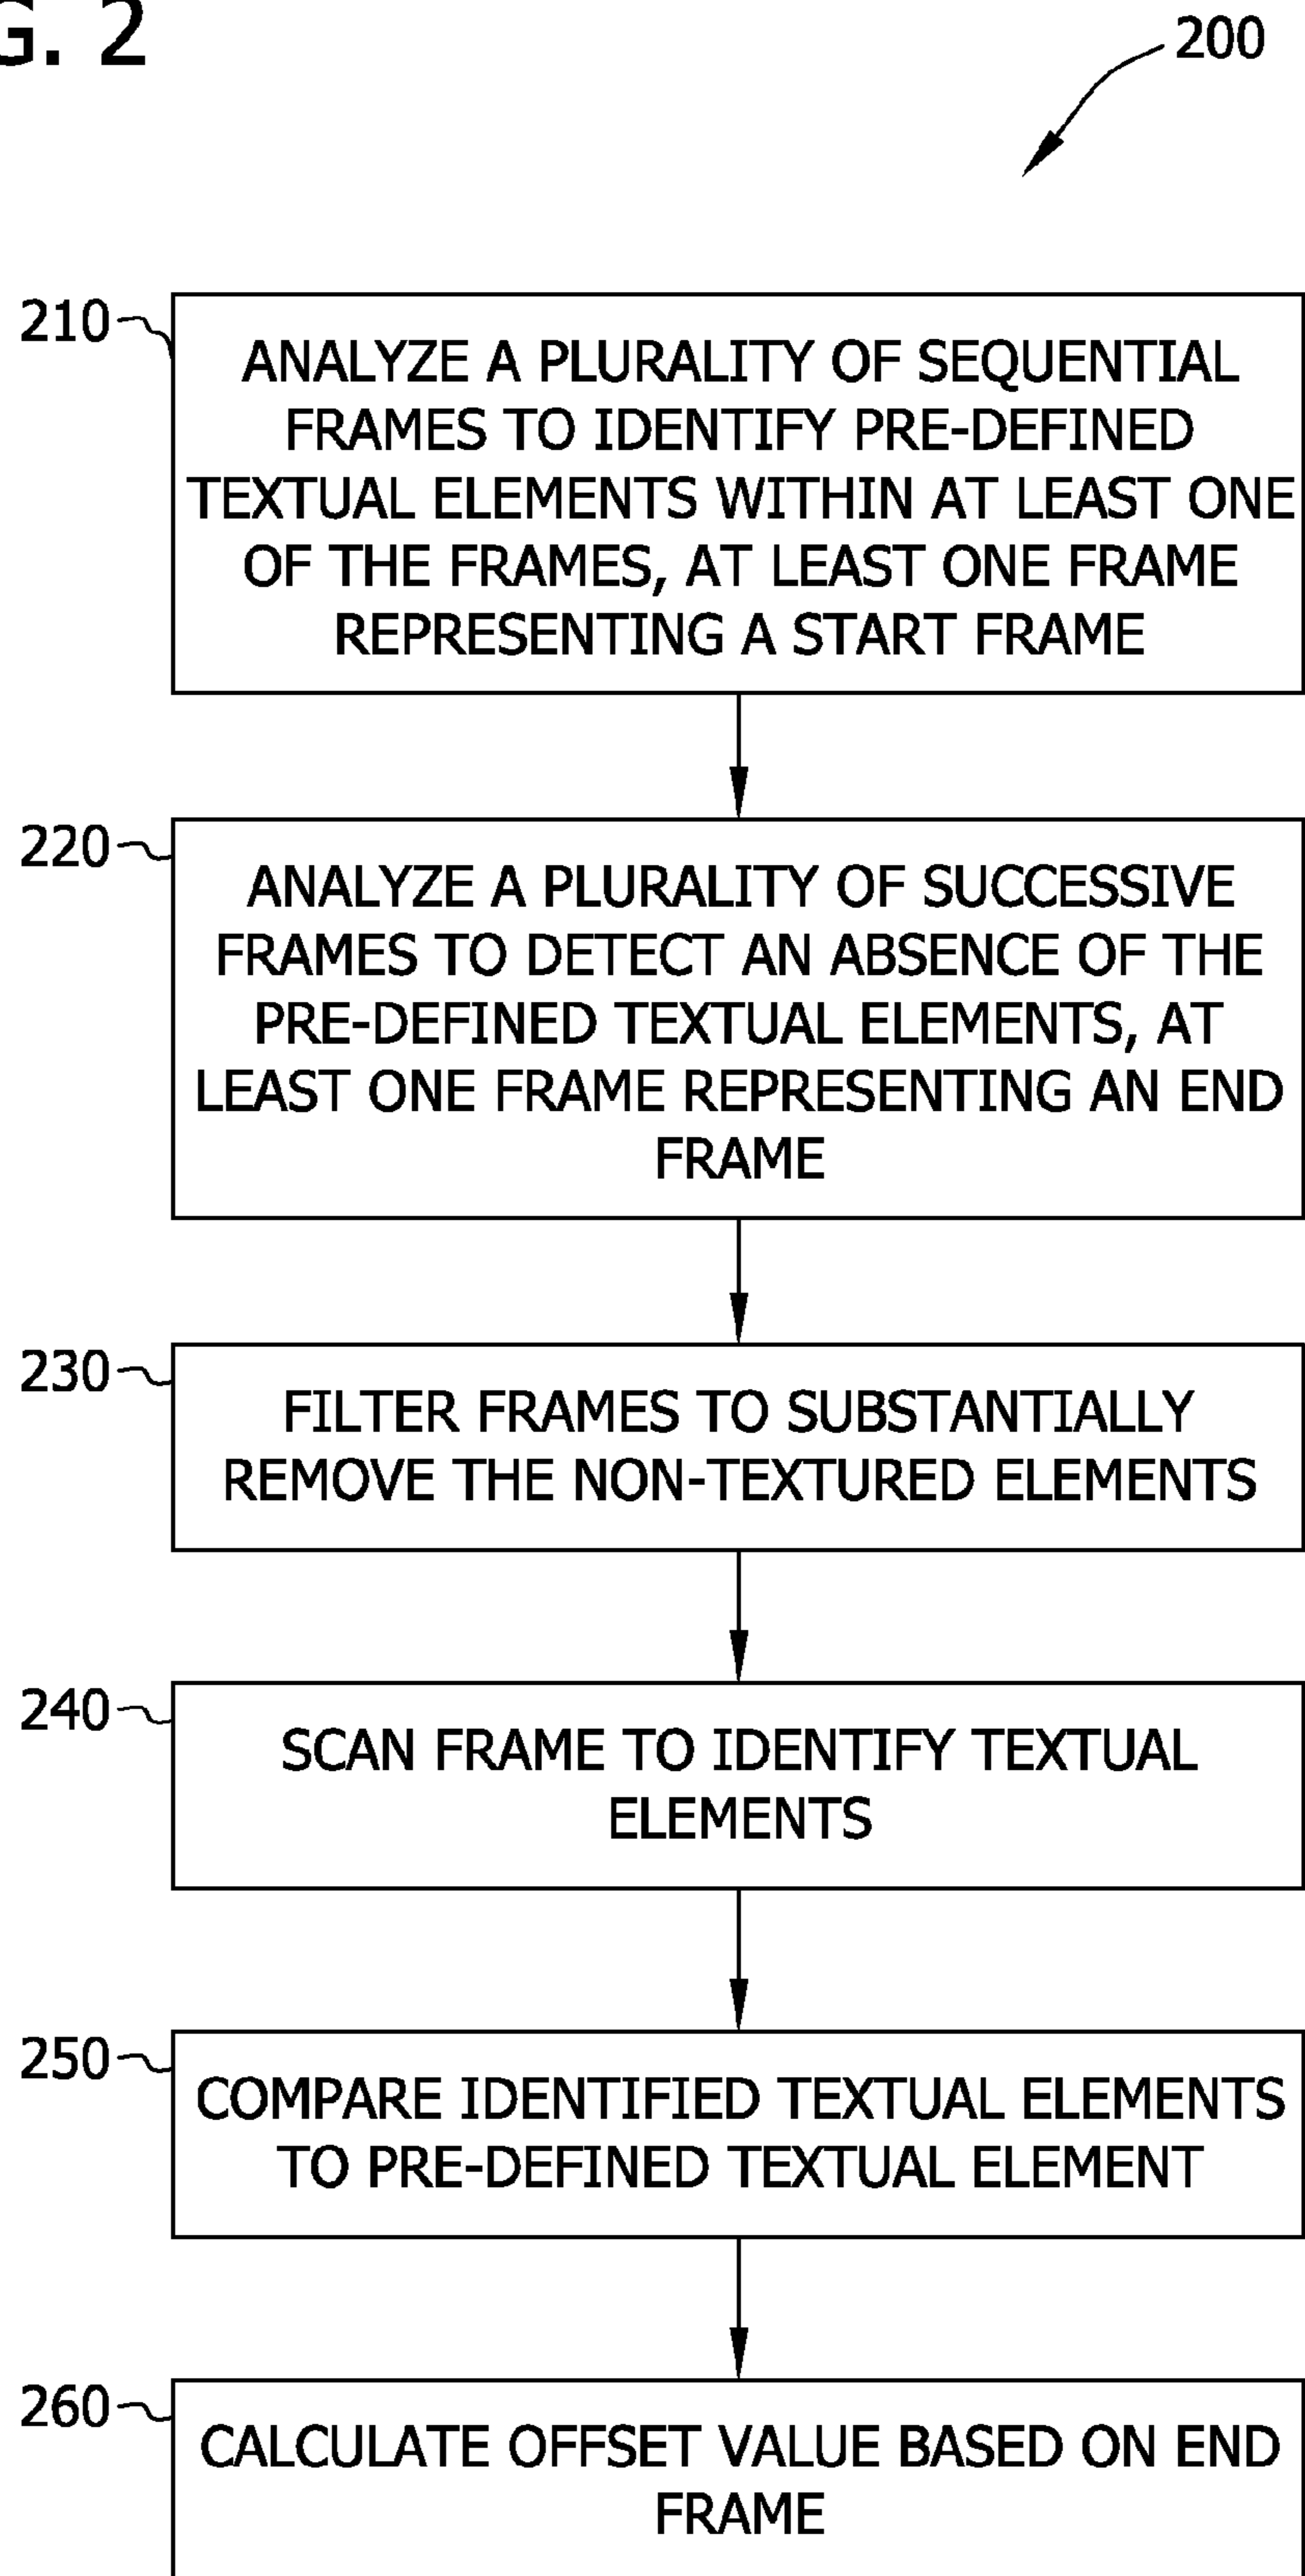 G. 2
200
210
ANALYZE A PLURALITY OF SEQUENTIAL
FRAMES TO IDENTIFY PRE-DEFINED
TEXTUAL ELEMENTS WITHIN AT LEAST ONE
OF THE FRAMES, AT LEAST ONE FRAME
REPRESENTING A START FRAME
220
ANALYZE A PLURALITY OF SUCCESSIVE
FRAMES TO DETECT AN ABSENCE OF THE
PRE-DEFINED TEXTUAL ELEMENTS, AT
LEAST ONE FRAME REPRESENTING AN END
FRAME
230
FILTER FRAMES TO SUBSTANTIALLY
REMOVE THE NON-TEXTURED ELEMENTS
240
SCAN FRAME TO IDENTIFY TEXTUAL
ELEMENTS
250
COMPARE IDENTIFIED TEXTUAL ELEMENTS
TO PRE-DEFINED TEXTUAL ELEMENT
260
CALCULATE OFFSET VALUE BASED ON END
FRAME